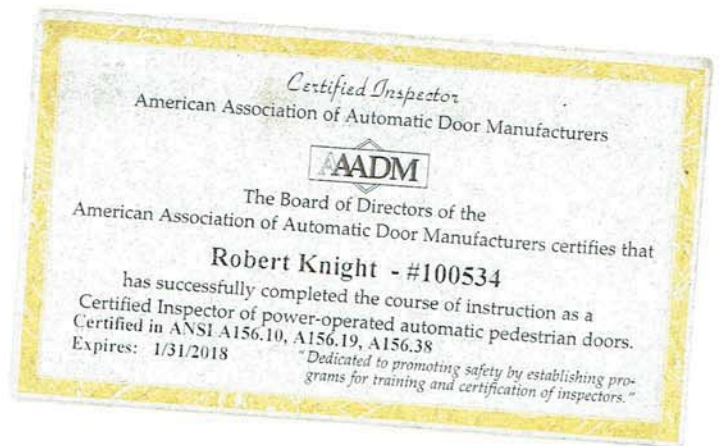 Certified Inspector
American Association of Automatic Door Manufacturers
AAADM
The Board of Directors of the
American Association of Automatic Door Manufacturers certifies that
Robert Knight - #100534
has successfully completed the course of instruction as a
Certified Inspector of power-operated automatic pedestrian doors.
Certified in ANSI A156.10, A156.19, A156.38
Expires: 1/31/2018
"Dedicated to promoting safety by establishing pro-
grams for training and certification of inspectors."